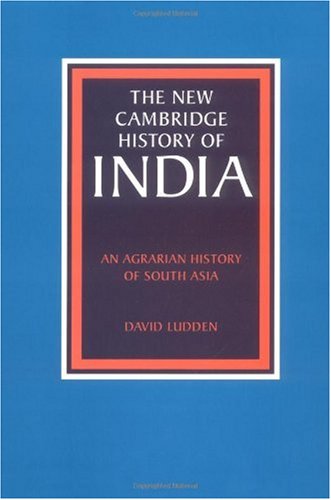 THE NEW
CAMBRIDGE
HISTORY OF
INDIA
AN AGRARIAN HISTORY
OF SOUTH ASIA
DAVID LUDDEN